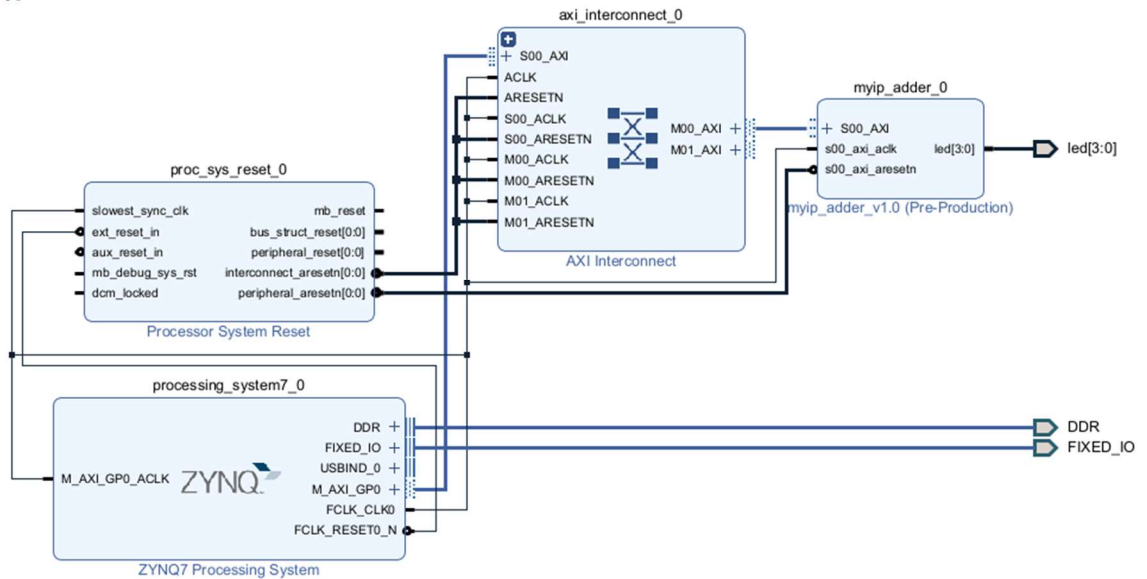 axi_interconnect_0
S00_AXI
ACLK
ARESETN
S00_ACLK
S00_ARESETN
M00_ACLK
M00_ARESETN
M01_ACLK
M01_ARESETN
M00_AXI
M01_AXI
AXI Interconnect
myip_adder_0
S00_AXI
s00_axi_aclk
s00_axi_aresetn
led[3:0]
myip_adder_v1.0 (Pre-Production)
led[3:0]
proc_sys_reset_0
slowest_sync_clk
ext_reset_in
aux_reset_in
mb_debug_sys_rst
dcm_locked
mb_reset
bus_struct_reset[0:0]
peripheral_reset[0:0]
interconnect_aresetn[0:0]
peripheral_aresetn[0:0]
Processor System Reset
processing_system7_0
M_AXI_GP0_ACLK
ZYNQ
DDR
FIXED_IO
USBIND_0
M_AXI_GP0
FCLK_CLK0
FCLK_RESET0_N
ZYNQ7 Processing System
DDR
FIXED_IO